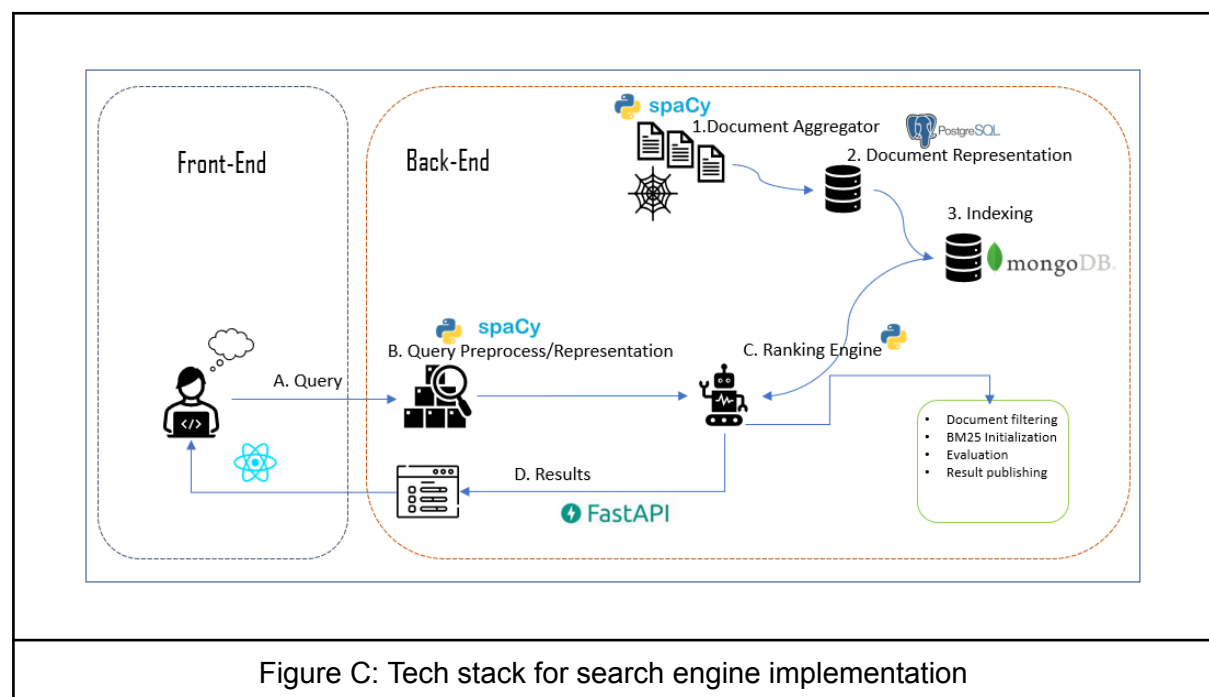 Front-End
Back-End
spaCy
1.Document Aggregator
PostgreSQL
2. Document Representation
3. Indexing
mongoDB
spaCy
B. Query Preprocess/Representation
C. Ranking Engine
A. Query
</>
• Document filtering
• BM25 Initialization
• Evaluation
• Result publishing
D. Results
FastAPI
Figure C: Tech stack for search engine implementation